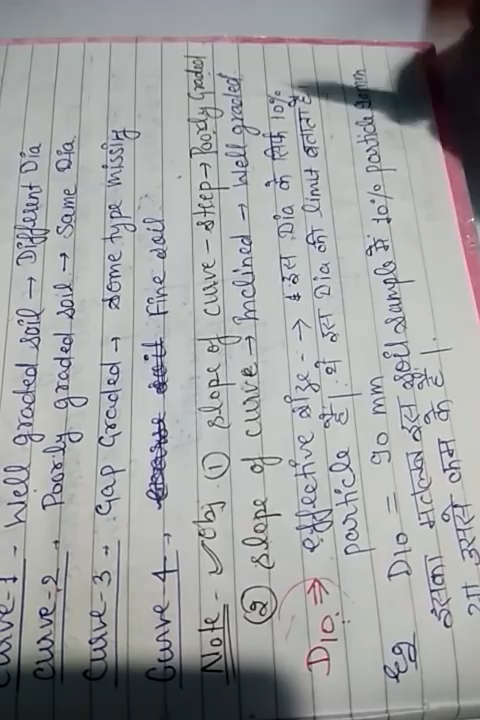 Curve-1 - Well graded soil → Different Dia
Curve-2 → Poorly graded soil → Same Dia.
Curve-3 → Gap Graded → Some type missing
Curve-4 → Fine soil
Note - ✓Obj. ① slope of curve - steep → Poorly Graded
② slope of curve → Inclined → Well graded.
D10 ⇒ effective size - → इस Dia के सिर्फ 10%
particle है। ये इस Dia की limit बताता है
Eg D10 = 90 mm
इसका मतलब इस soil sample में 10% particle 90mm
या उससे कम के हैं।